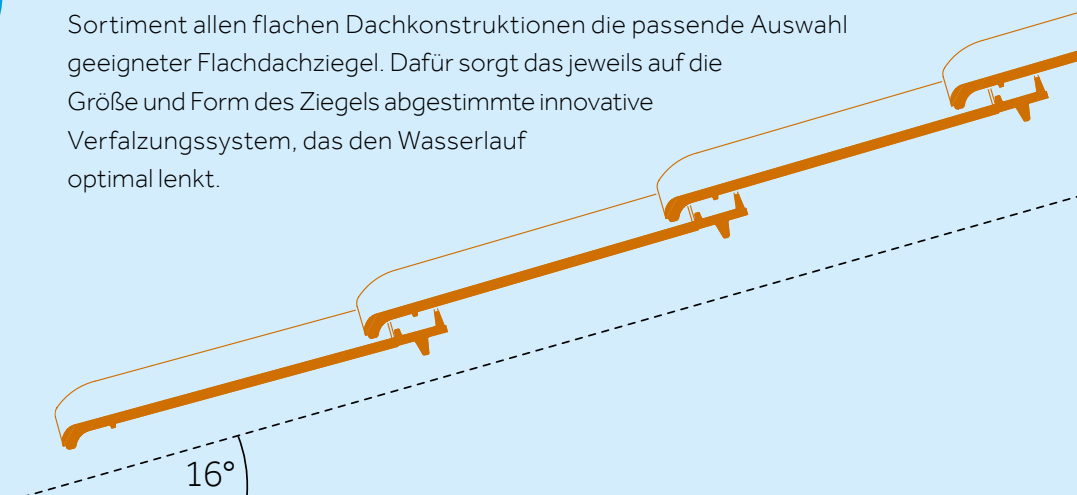 Sortiment allen flachen Dachkonstruktionen die passende Auswahl
geeigneter Flachdachziegel. Dafür sorgt das jeweils auf die
Größe und Form des Ziegels abgestimmte innovative
Verfalzungssystem, das den Wasserlauf
optimal lenkt.
16°